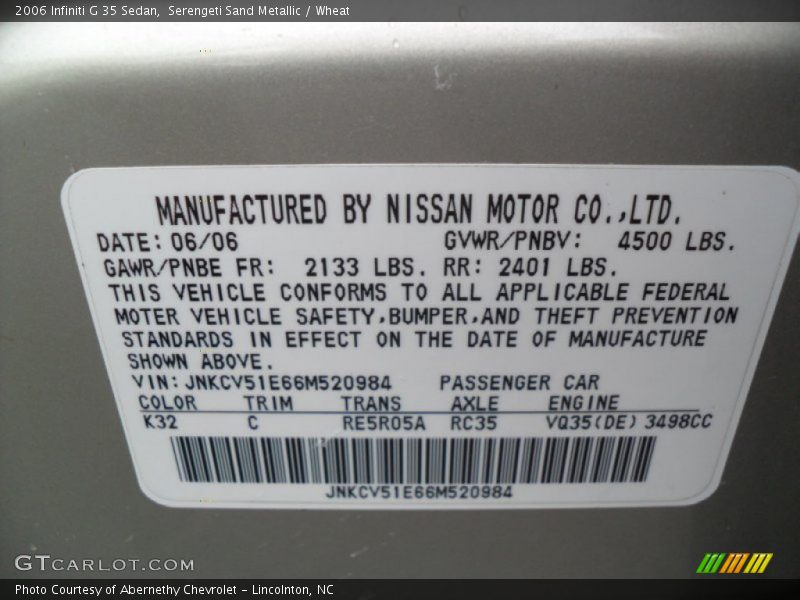 2006 Infiniti G 35 Sedan,  Serengeti Sand Metallic / Wheat
MANUFACTURED BY NISSAN MOTOR CO.,LTD.
DATE: 06/06 GVWR/PNBV: 4500 LBS.
GAWR/PNBE FR: 2133 LBS. RR: 2401 LBS.
THIS VEHICLE CONFORMS TO ALL APPLICABLE FEDERAL
MOTER VEHICLE SAFETY,BUMPER,AND THEFT PREVENTION
STANDARDS IN EFFECT ON THE DATE OF MANUFACTURE
SHOWN ABOVE.
VIN: JNKCV51E66M520984 PASSENGER CAR
COLOR TRIM TRANS AXLE ENGINE
K32 C RE5R05A RC35 VQ35(DE) 3498CC
JNKCV51E66M520984
GTCARLOT.COM
Photo Courtesy of Abernethy Chevrolet – Lincolnton, NC